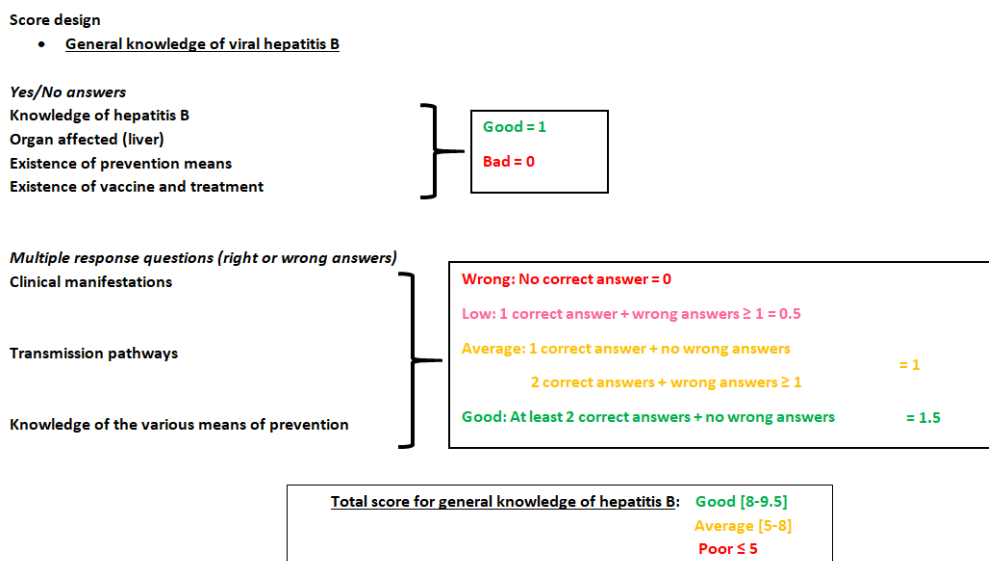 Score design
• General knowledge of viral hepatitis B
Yes/No answers
Knowledge of hepatitis B
Organ affected (liver)
Existence of prevention means
Existence of vaccine and treatment
Good = 1
Bad = 0
Multiple response questions (right or wrong answers)
Clinical manifestations
Transmission pathways
Knowledge of the various means of prevention
Wrong: No correct answer = 0
Low: 1 correct answer + wrong answers ≥ 1 = 0.5
Average: 1 correct answer + no wrong answers
2 correct answers + wrong answers ≥ 1
= 1
Good: At least 2 correct answers + no wrong answers = 1.5
Total score for general knowledge of hepatitis B: Good [8-9.5]
Average [5-8]
Poor ≤ 5